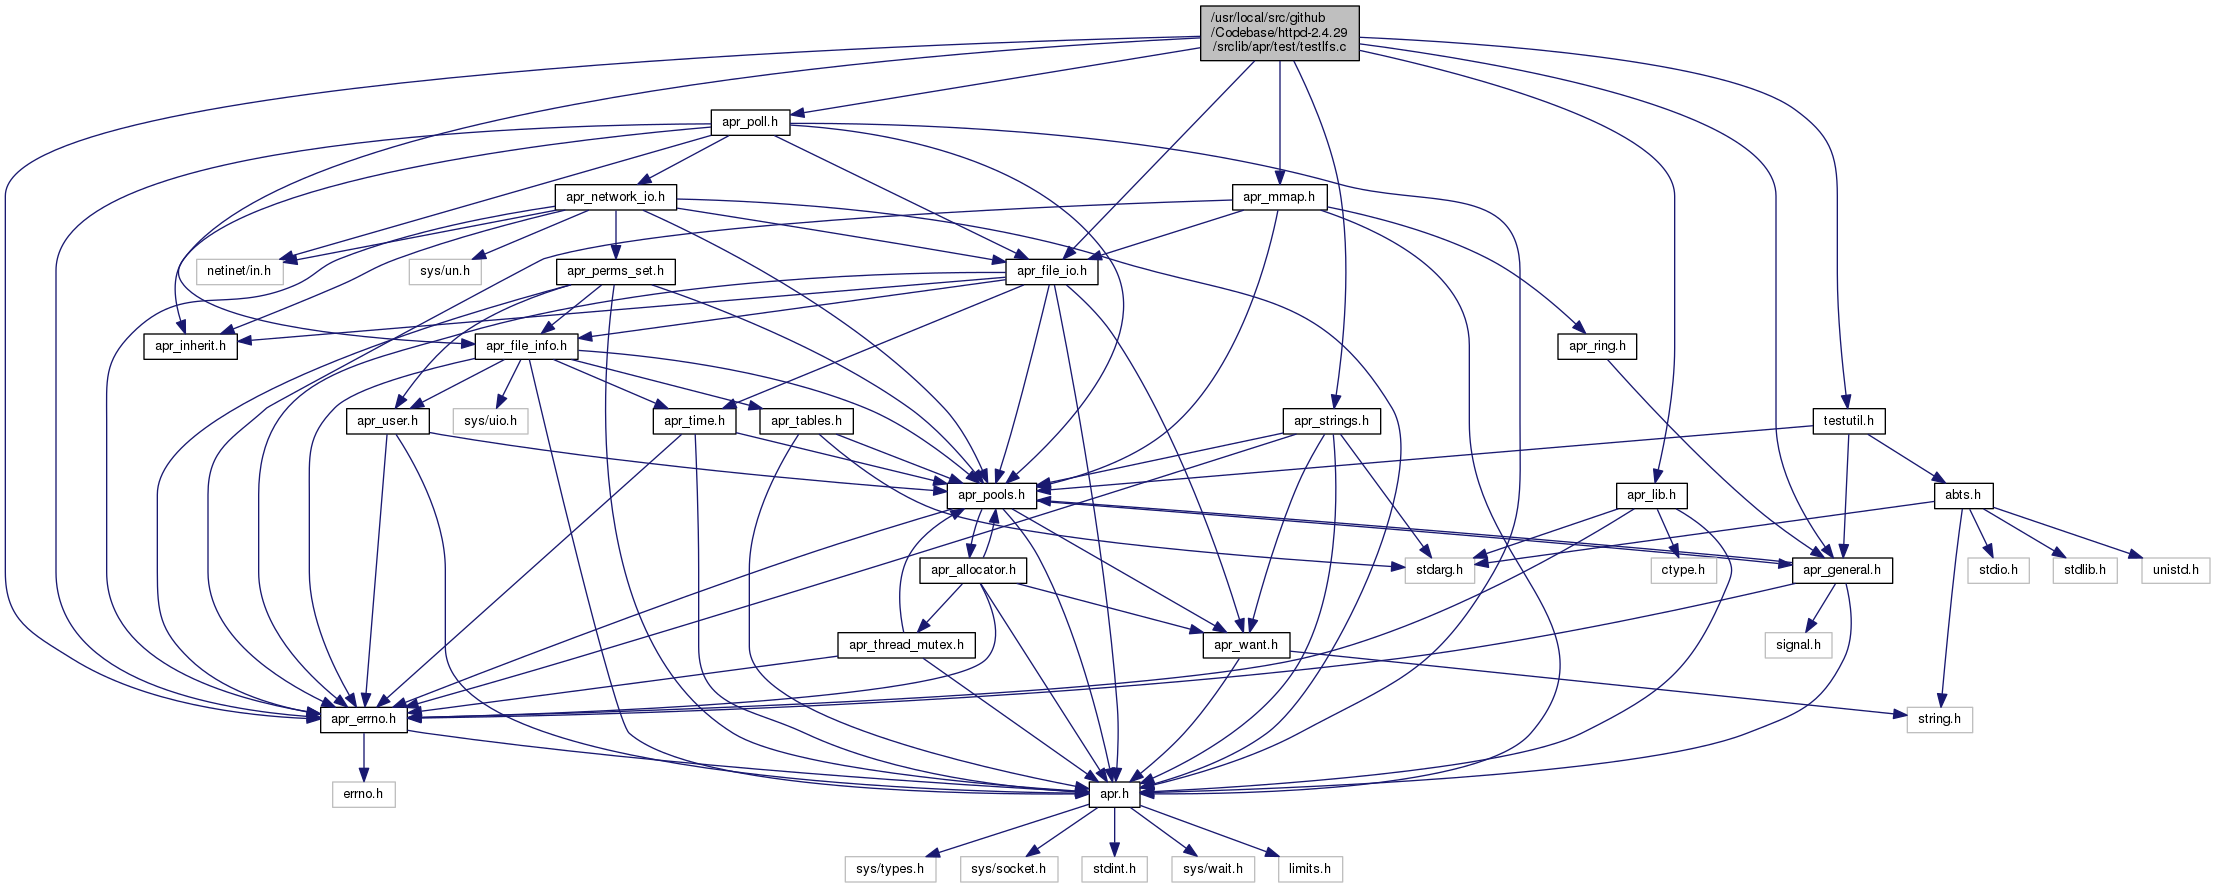 /usr/local/src/github
/Codebase/httpd-2.4.29
/srclib/apr/test/testlfs.c
apr_poll.h
apr_network_io.h
apr_mmap.h
netinet/in.h
sys/un.h
apr_perms_set.h
apr_file_io.h
apr_inherit.h
apr_file_info.h
apr_ring.h
apr_user.h
sys/uio.h
apr_time.h
apr_tables.h
apr_strings.h
testutil.h
apr_pools.h
apr_lib.h
abts.h
apr_allocator.h
stdarg.h
ctype.h
apr_general.h
stdio.h
stdlib.h
unistd.h
apr_thread_mutex.h
apr_want.h
signal.h
apr_errno.h
string.h
errno.h
apr.h
sys/types.h
sys/socket.h
stdint.h
sys/wait.h
limits.h